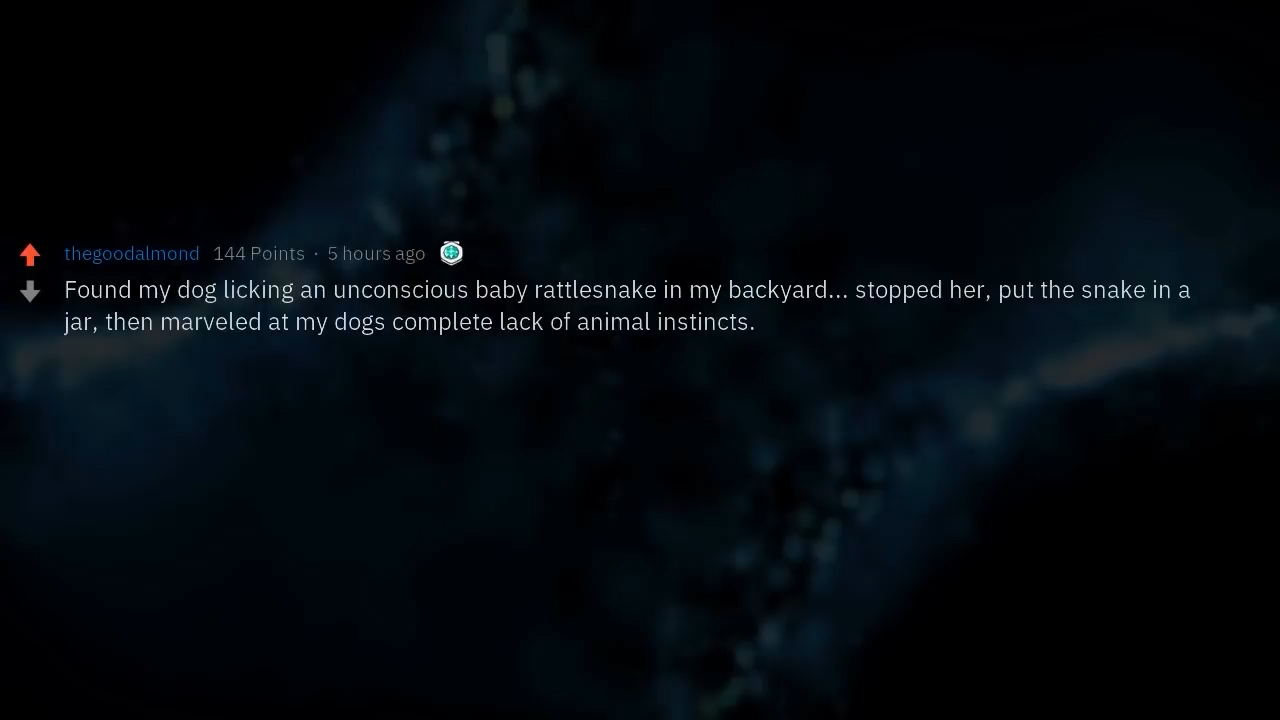 thegoodalmond 144 Points · 5 hours ago
Found my dog licking an unconscious baby rattlesnake in my backyard... stopped her, put the snake in a
jar, then marveled at my dogs complete lack of animal instincts.